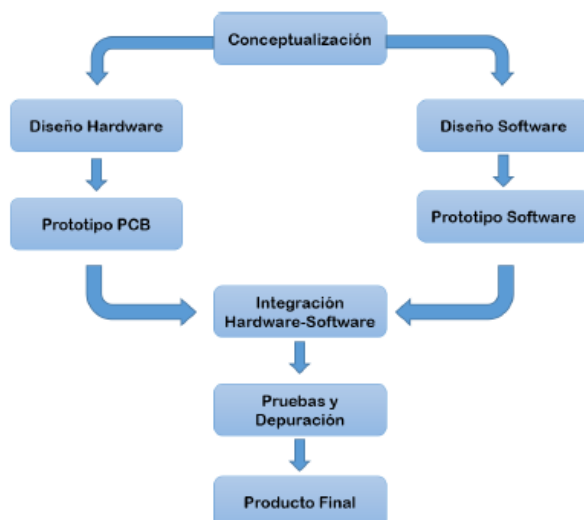 Conceptualización
Diseño Hardware
Diseño Software
Prototipo PCB
Prototipo Software
Integración
Hardware-Software
Pruebas y
Depuración
Producto Final